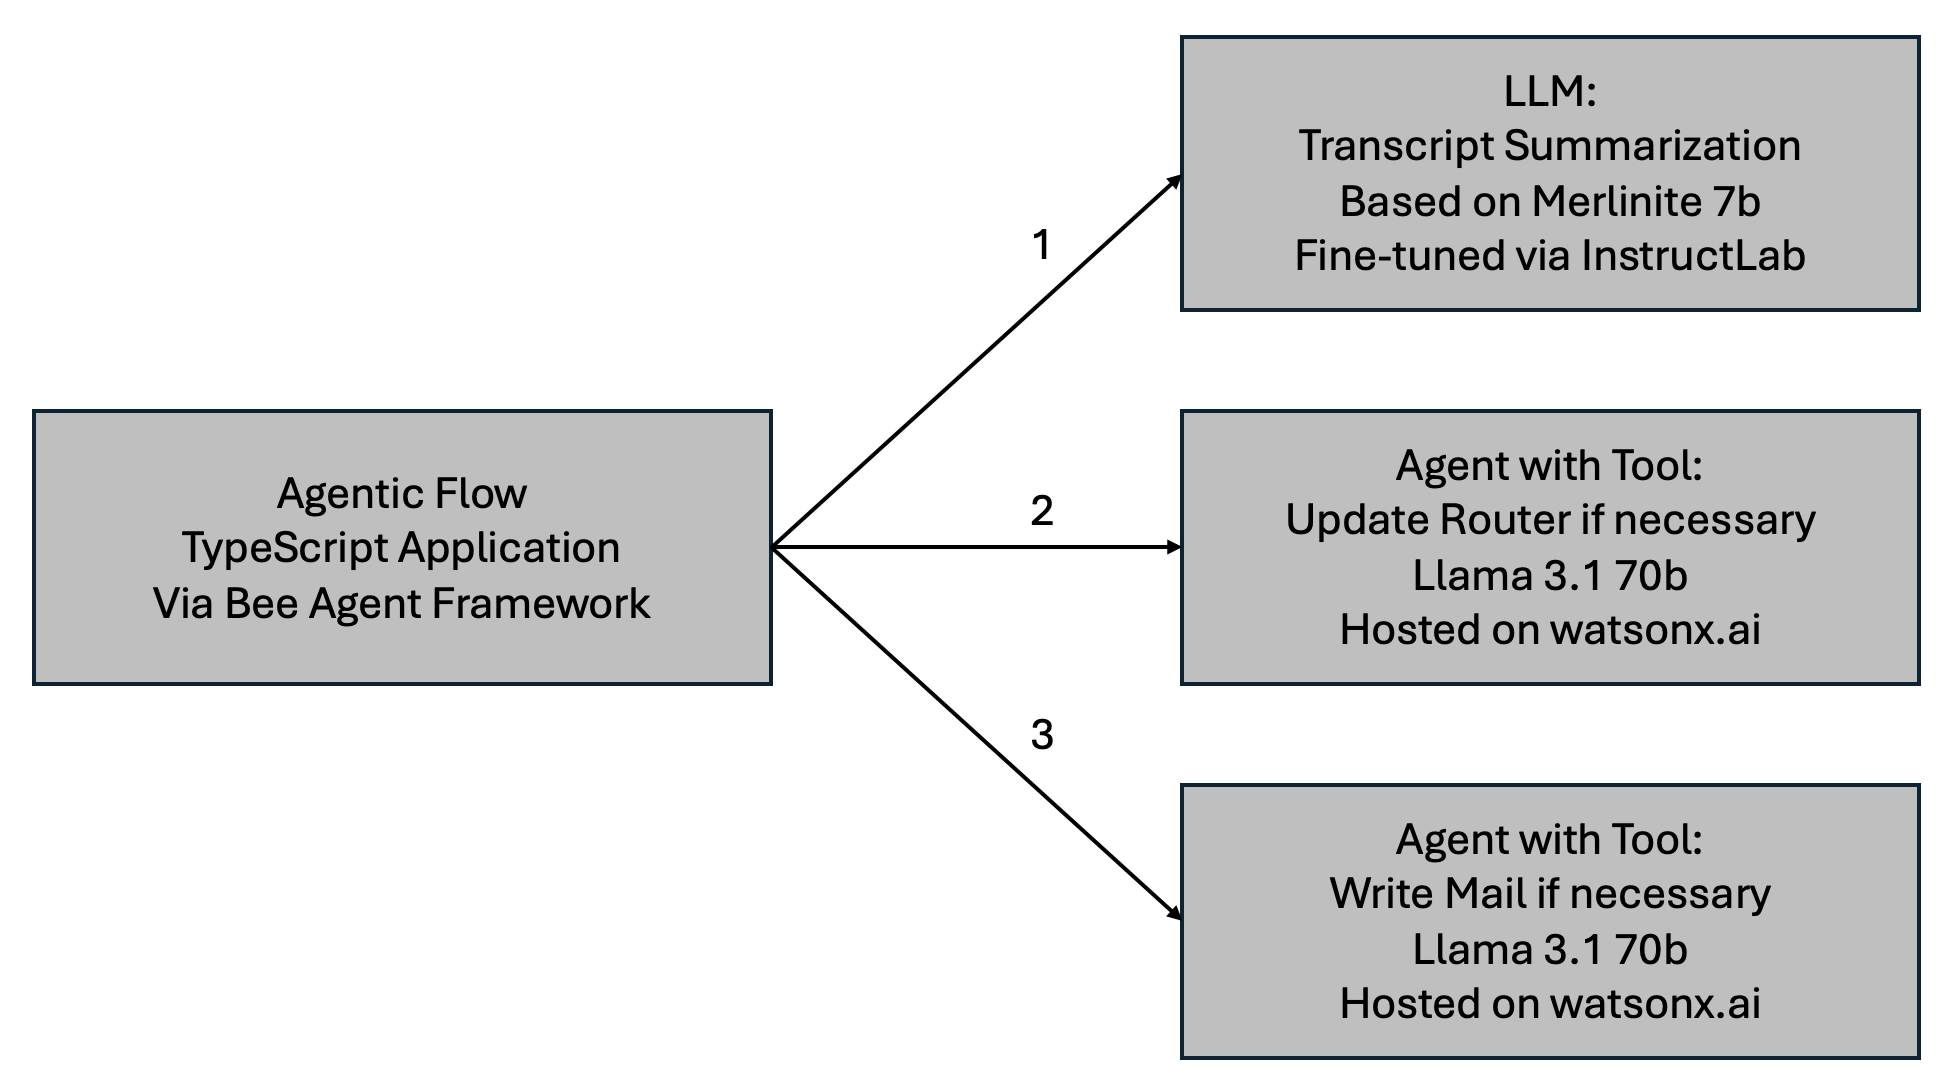 LLM:
Transcript Summarization
Based on Merlinite 7b
Fine-tuned via InstructLab
1
Agentic Flow
TypeScript Application
Via Bee Agent Framework
2
Agent with Tool:
Update Router if necessary
Llama 3.1 70b
Hosted on watsonx.ai
3
Agent with Tool:
Write Mail if necessary
Llama 3.1 70b
Hosted on watsonx.ai